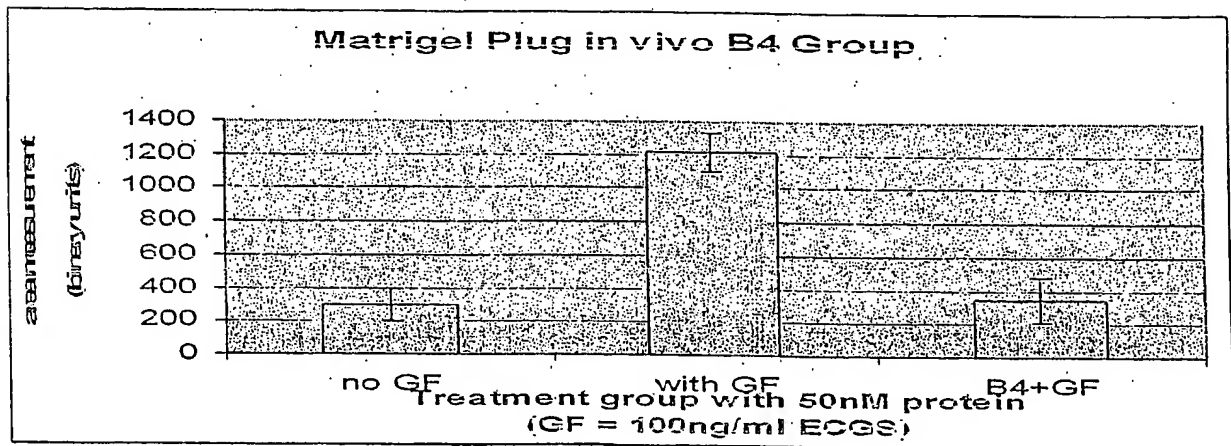 Matrigel Plug in vivo B4 Group
1400
1200
1000
800
600
400
200
0
no GF
with GF
B4+GF
Treatment group with 50nM protein
(GF = 100ng/ml ECGS)